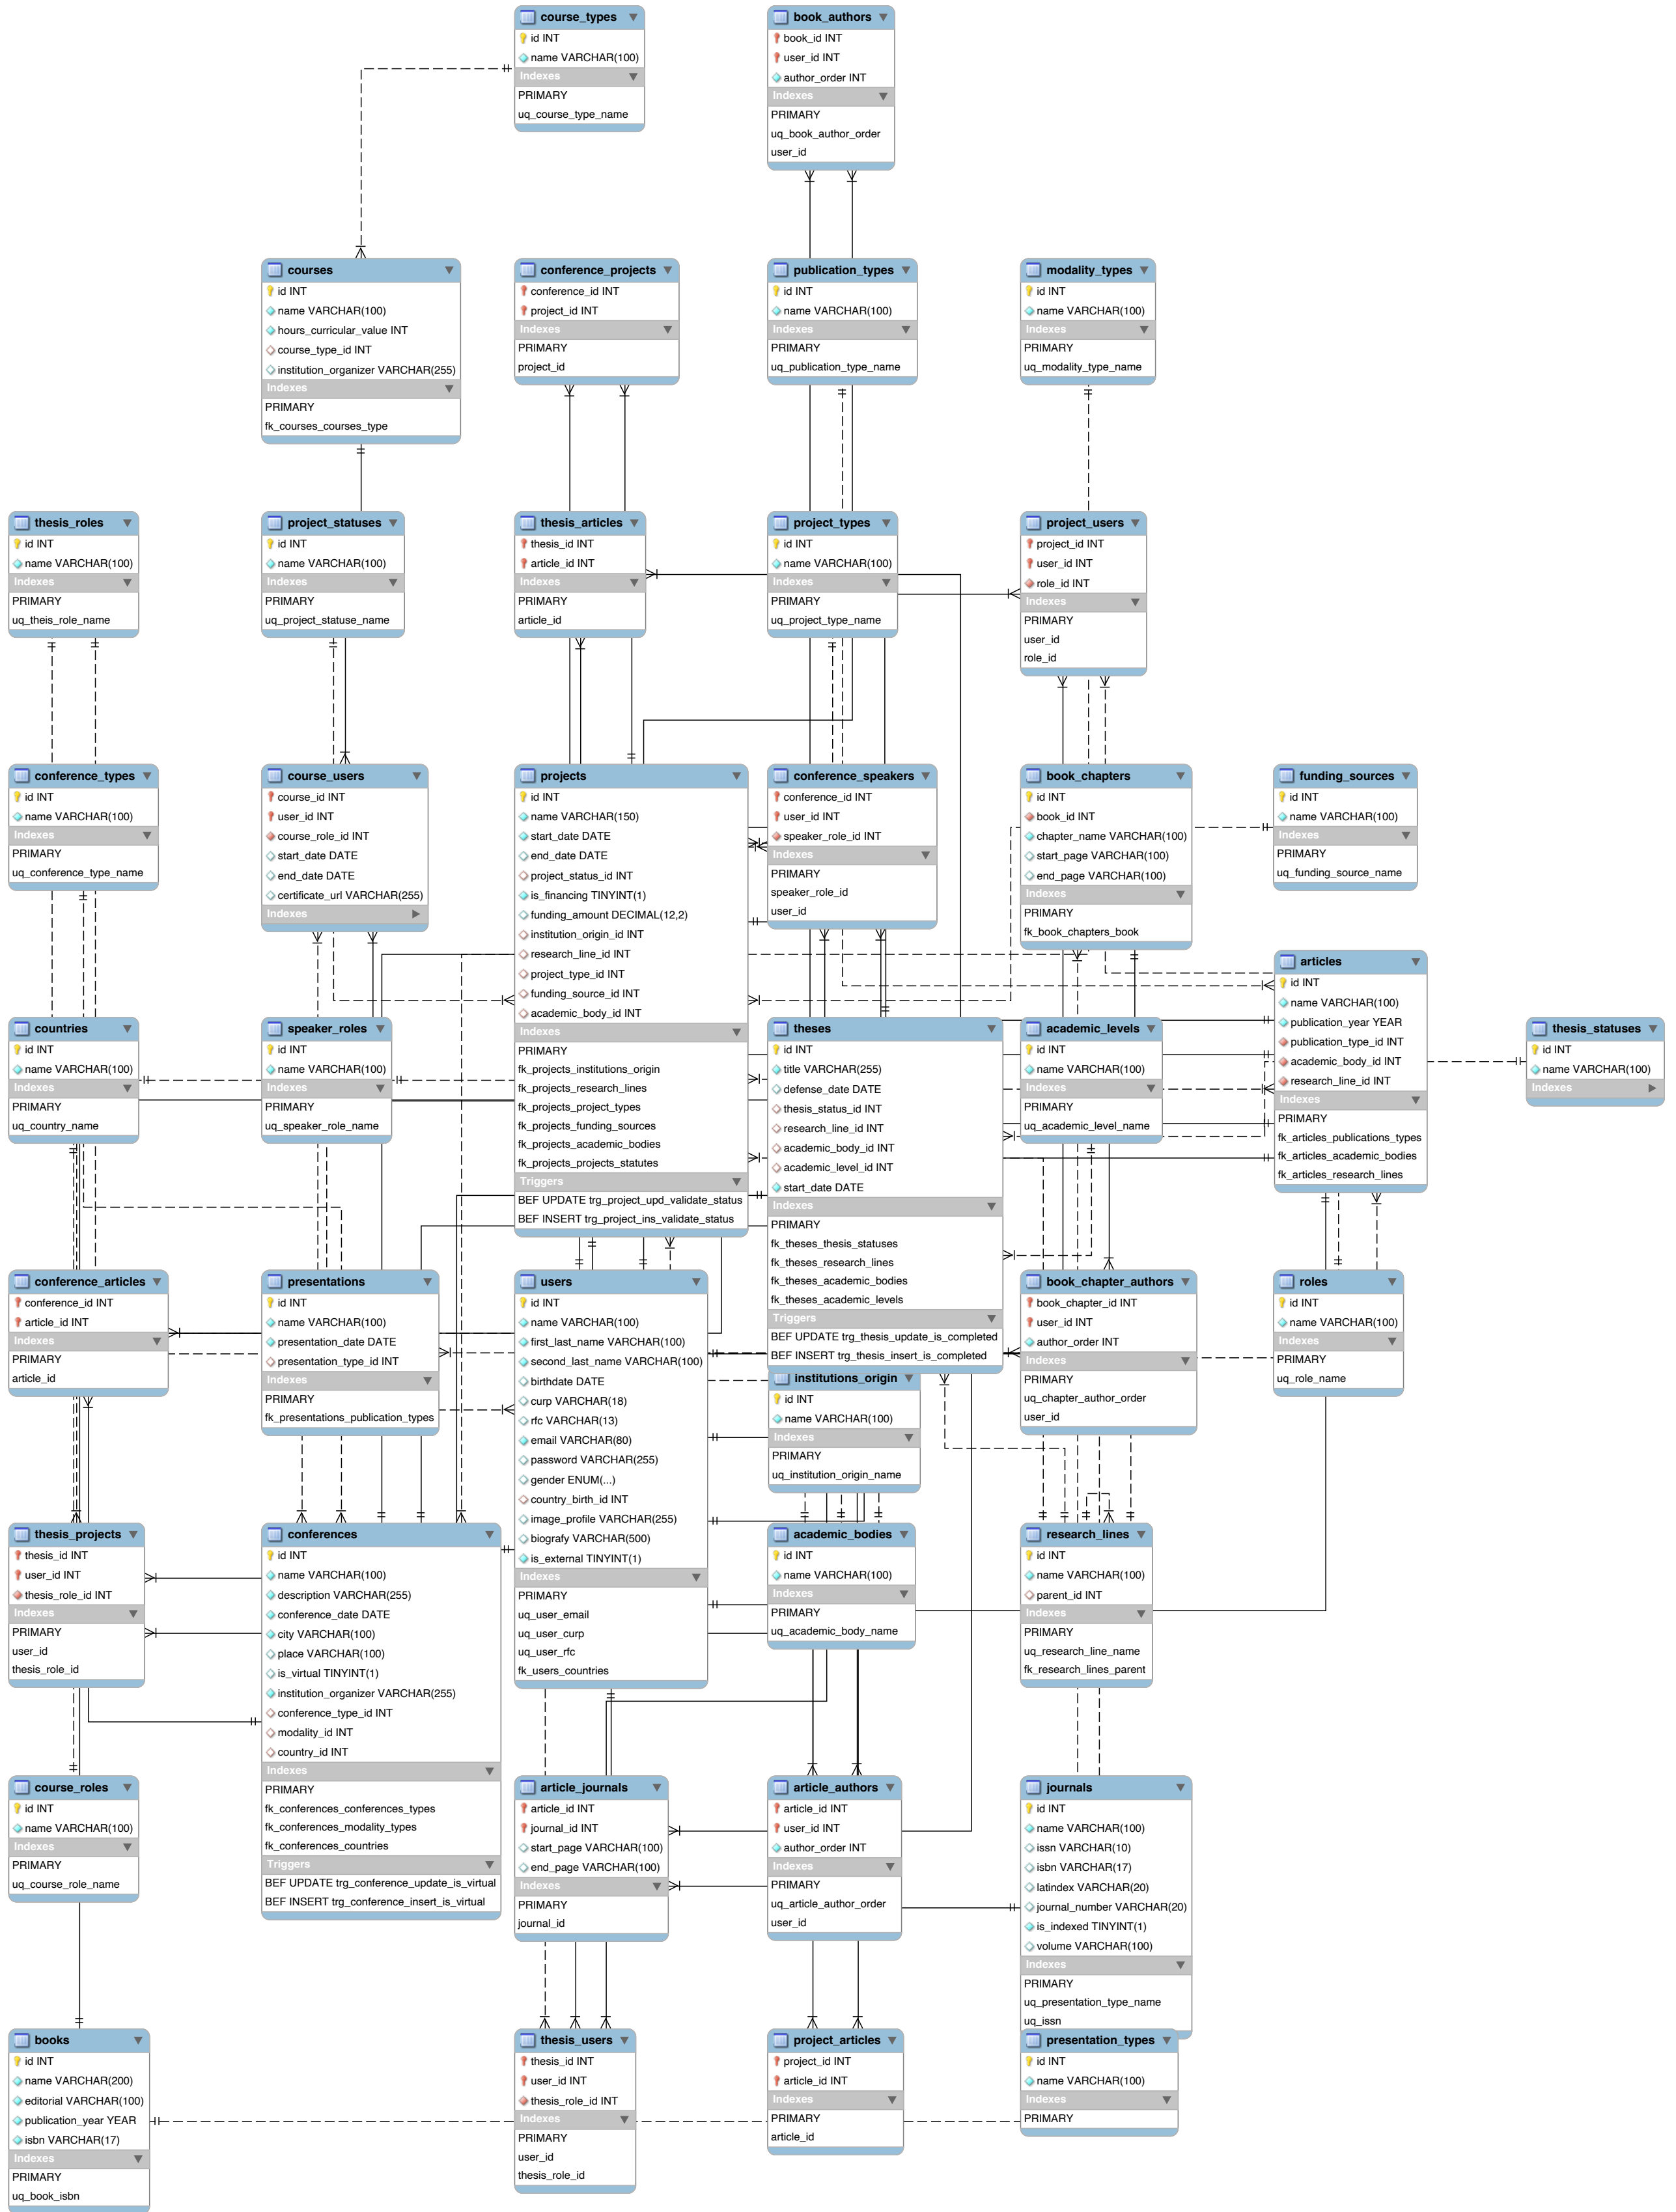 course_types
id INT
name VARCHAR(100)
Indexes
PRIMARY
uq_course_type_name
book_authors
book_id INT
user_id INT
author_order INT
Indexes
PRIMARY
uq_book_author_order
user_id
courses
id INT
name VARCHAR(100)
hours_curricular_value INT
course_type_id INT
institution_organizer VARCHAR(255)
Indexes
PRIMARY
fk_courses_courses_type
conference_projects
conference_id INT
project_id INT
Indexes
PRIMARY
project_id
publication_types
id INT
name VARCHAR(100)
Indexes
PRIMARY
uq_publication_type_name
modality_types
id INT
name VARCHAR(100)
Indexes
PRIMARY
uq_modality_type_name
thesis_roles
id INT
name VARCHAR(100)
Indexes
PRIMARY
uq_theis_role_name
project_statuses
id INT
name VARCHAR(100)
Indexes
PRIMARY
uq_project_statuse_name
thesis_articles
thesis_id INT
article_id INT
Indexes
PRIMARY
article_id
project_types
id INT
name VARCHAR(100)
Indexes
PRIMARY
uq_project_type_name
project_users
project_id INT
user_id INT
role_id INT
Indexes
PRIMARY
user_id
role_id
conference_types
id INT
name VARCHAR(100)
Indexes
PRIMARY
uq_conference_type_name
course_users
course_id INT
user_id INT
course_role_id INT
start_date DATE
end_date DATE
certificate_url VARCHAR(255)
Indexes
projects
id INT
name VARCHAR(150)
start_date DATE
end_date DATE
project_status_id INT
is_financing TINYINT(1)
funding_amount DECIMAL(12,2)
institution_origin_id INT
research_line_id INT
project_type_id INT
funding_source_id INT
academic_body_id INT
Indexes
PRIMARY
fk_projects_institutions_origin
fk_projects_research_lines
fk_projects_project_types
fk_projects_funding_sources
fk_projects_academic_bodies
fk_projects_projects_statutes
Triggers
BEF UPDATE trg_project_upd_validate_status
BEF INSERT trg_project_ins_validate_status
conference_speakers
conference_id INT
user_id INT
speaker_role_id INT
Indexes
PRIMARY
speaker_role_id
user_id
book_chapters
id INT
book_id INT
chapter_name VARCHAR(100)
start_page VARCHAR(100)
end_page VARCHAR(100)
Indexes
PRIMARY
fk_book_chapters_book
funding_sources
id INT
name VARCHAR(100)
Indexes
PRIMARY
uq_funding_source_name
articles
id INT
name VARCHAR(100)
publication_year YEAR
publication_type_id INT
academic_body_id INT
research_line_id INT
Indexes
PRIMARY
fk_articles_publications_types
fk_articles_academic_bodies
fk_articles_research_lines
countries
id INT
name VARCHAR(100)
Indexes
PRIMARY
uq_country_name
speaker_roles
id INT
name VARCHAR(100)
Indexes
PRIMARY
uq_speaker_role_name
theses
id INT
title VARCHAR(255)
defense_date DATE
thesis_status_id INT
research_line_id INT
academic_body_id INT
academic_level_id INT
start_date DATE
Indexes
PRIMARY
fk_theses_thesis_statuses
fk_theses_research_lines
fk_theses_academic_bodies
fk_theses_academic_levels
Triggers
BEF UPDATE trg_thesis_update_is_completed
BEF INSERT trg_thesis_insert_is_completed
academic_levels
id INT
name VARCHAR(100)
Indexes
PRIMARY
uq_academic_level_name
thesis_statuses
id INT
name VARCHAR(100)
Indexes
conference_articles
conference_id INT
article_id INT
Indexes
PRIMARY
article_id
presentations
id INT
name VARCHAR(100)
presentation_date DATE
presentation_type_id INT
Indexes
PRIMARY
fk_presentations_publication_types
users
id INT
name VARCHAR(100)
first_last_name VARCHAR(100)
second_last_name VARCHAR(100)
birthdate DATE
curp VARCHAR(18)
rfc VARCHAR(13)
email VARCHAR(80)
password VARCHAR(255)
gender ENUM(...)
country_birth_id INT
image_profile VARCHAR(255)
biografy VARCHAR(500)
is_external TINYINT(1)
Indexes
PRIMARY
uq_user_email
uq_user_curp
uq_user_rfc
fk_users_countries
institutions_origin
id INT
name VARCHAR(100)
Indexes
PRIMARY
uq_institution_origin_name
book_chapter_authors
book_chapter_id INT
user_id INT
author_order INT
Indexes
PRIMARY
uq_chapter_author_order
user_id
roles
id INT
name VARCHAR(100)
Indexes
PRIMARY
uq_role_name
thesis_projects
thesis_id INT
user_id INT
thesis_role_id INT
Indexes
PRIMARY
user_id
thesis_role_id
conferences
id INT
name VARCHAR(100)
description VARCHAR(255)
conference_date DATE
city VARCHAR(100)
place VARCHAR(100)
is_virtual TINYINT(1)
institution_organizer VARCHAR(255)
conference_type_id INT
modality_id INT
country_id INT
Indexes
PRIMARY
fk_conferences_conferences_types
fk_conferences_modality_types
fk_conferences_countries
Triggers
BEF UPDATE trg_conference_update_is_virtual
BEF INSERT trg_conference_insert_is_virtual
academic_bodies
id INT
name VARCHAR(100)
Indexes
PRIMARY
uq_academic_body_name
research_lines
id INT
name VARCHAR(100)
parent_id INT
Indexes
PRIMARY
uq_research_line_name
fk_research_lines_parent
course_roles
id INT
name VARCHAR(100)
Indexes
PRIMARY
uq_course_role_name
article_journals
article_id INT
journal_id INT
start_page VARCHAR(100)
end_page VARCHAR(100)
Indexes
PRIMARY
journal_id
article_authors
article_id INT
user_id INT
author_order INT
Indexes
PRIMARY
uq_article_author_order
user_id
journals
id INT
name VARCHAR(100)
issn VARCHAR(10)
isbn VARCHAR(17)
latindex VARCHAR(20)
journal_number VARCHAR(20)
is_indexed TINYINT(1)
volume VARCHAR(100)
Indexes
PRIMARY
uq_presentation_type_name
uq_issn
books
id INT
name VARCHAR(200)
editorial VARCHAR(100)
publication_year YEAR
isbn VARCHAR(17)
Indexes
PRIMARY
uq_book_isbn
thesis_users
thesis_id INT
user_id INT
thesis_role_id INT
Indexes
PRIMARY
user_id
thesis_role_id
project_articles
project_id INT
article_id INT
Indexes
PRIMARY
article_id
presentation_types
id INT
name VARCHAR(100)
Indexes
PRIMARY